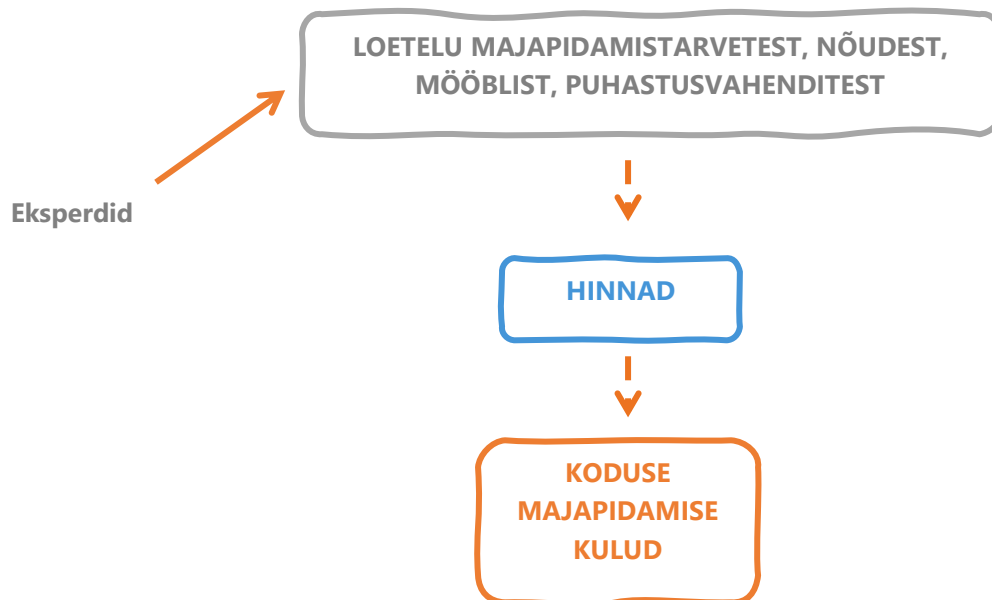 LOETELU MAJAPIDAMISTARVETEST, NÕUDEST,
MÖÖBLIST, PUHASTUSVAHENDITEST
Eksperdid
HINNAD
KODUSE
MAJAPIDAMISE
KULUD